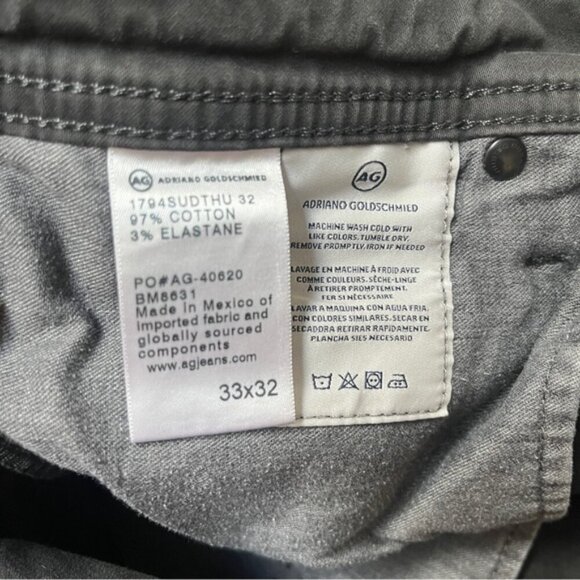 AG ADRIANO GOLDSCHMIED
1794SUDTHU 32
97% COTTON
3% ELASTANE
PO#AG-40620
BM8631
Made in Mexico of
imported fabric and
globally sourced
components
www.agjeans.com
33x32
AG
ADRIANO GOLDSCHMIED
MACHINE WASH COLD WITH
LIKE COLORS. TUMBLE DRY.
REMOVE PROMPTLY, IRON IF NEEDED
LAVAGE EN MACHINE À FROID AVEC
COMME COULEURS. SÈCHE-LINGE
À RETIRER PROMPTEMENT.
FER SI NÉCESSAIRE.
LAVAR A MAQUINA CON AGUA FRIA.
CON COLORES SIMILARES. SECAR EN
SECADORA RETIRAR RAPIDAMENTE.
PLANCHA SIES NECESARIO